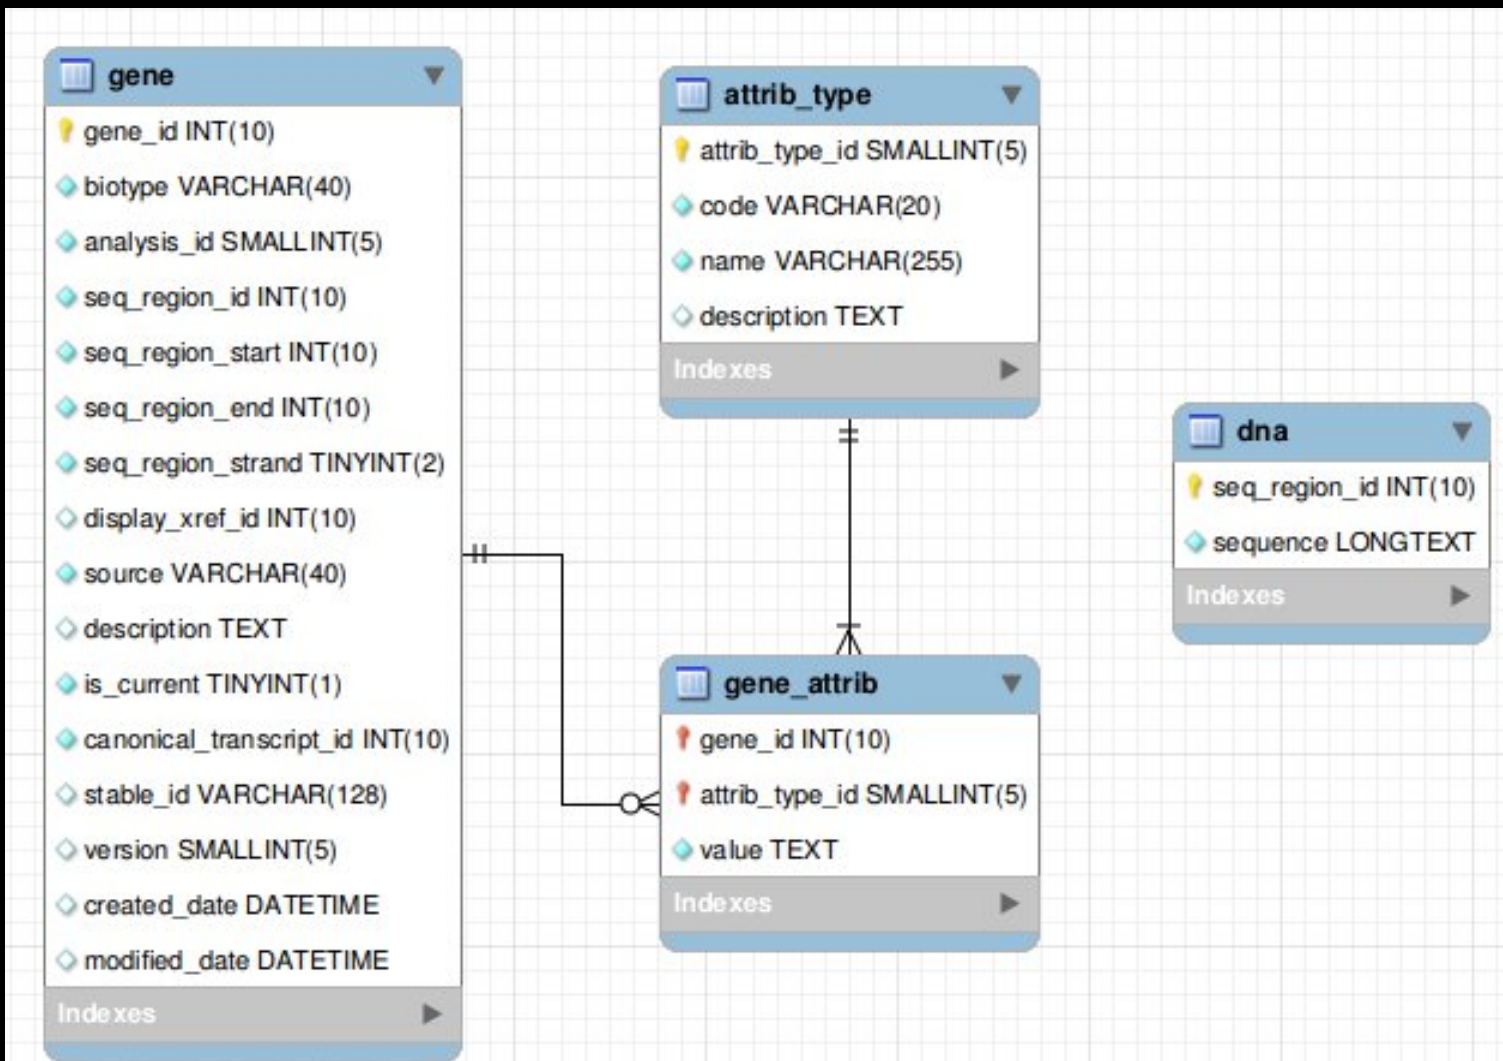 gene
gene_id INT(10)
biotype VARCHAR(40)
analysis_id SMALLINT(5)
seq_region_id INT(10)
seq_region_start INT(10)
seq_region_end INT(10)
seq_region_strand TINYINT(2)
display_xref_id INT(10)
source VARCHAR(40)
description TEXT
is_current TINYINT(1)
canonical_transcript_id INT(10)
stable_id VARCHAR(128)
version SMALLINT(5)
created_date DATETIME
modified_date DATETIME
Indexes
attrib_type
attrib_type_id SMALLINT(5)
code VARCHAR(20)
name VARCHAR(255)
description TEXT
Indexes
gene_attrib
gene_id INT(10)
attrib_type_id SMALLINT(5)
value TEXT
Indexes
dna
seq_region_id INT(10)
sequence LONGTEXT
Indexes